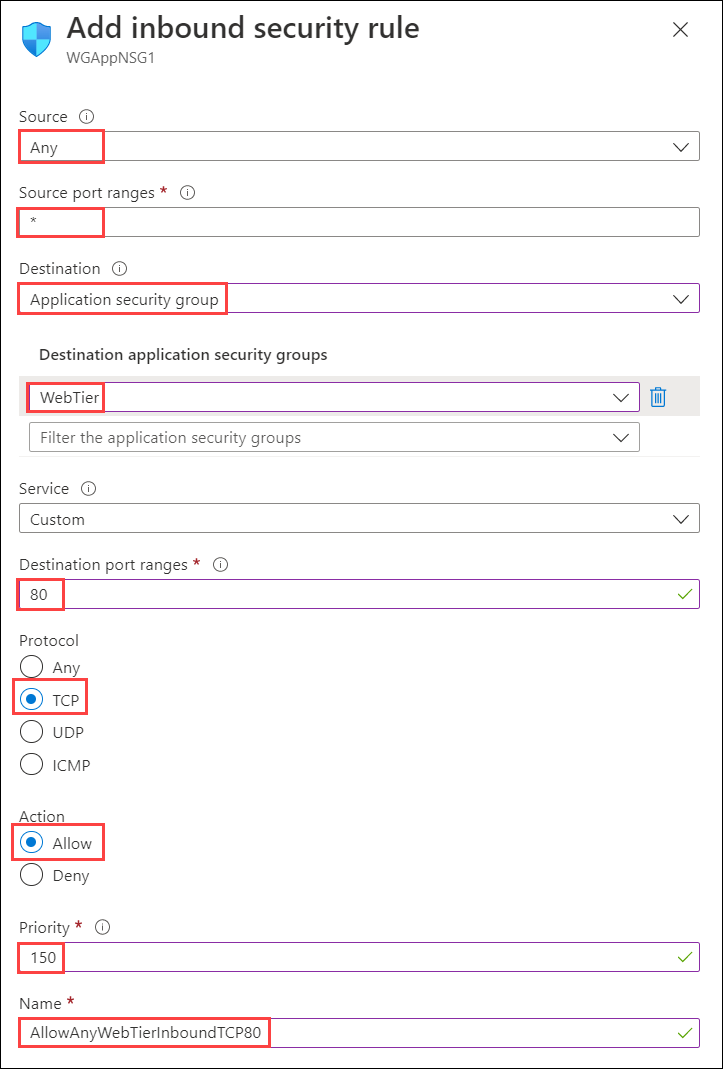 Add inbound security rule
WGAppNSG1
Source
Any
Source port ranges *
*
Destination
Application security group
Destination application security groups
WebTier
Filter the application security groups
Service
Custom
Destination port ranges *
80
Protocol
Any
TCP
UDP
ICMP
Action
Allow
Deny
Priority *
150
Name *
AllowAnyWebTierInboundTCP80